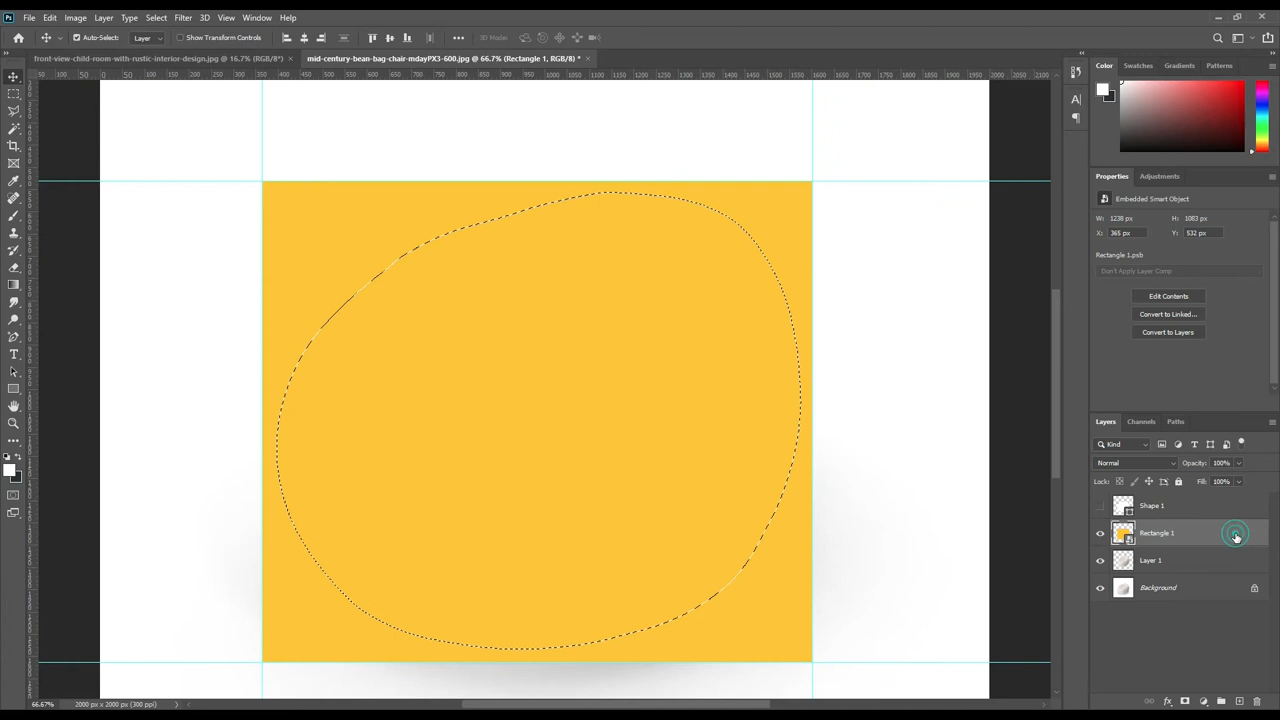 Ps File Edit Image Layer Type Select Filter 3D View Window Help
Auto-Select: Layer Show Transform Controls 3D Mode:
front-view-child-room-with-rustic-interior-design.jpg @ 16.7% (RGB/8*) × mid-century-bean-bag-chair-mdayPX3-600.jpg @ 66.7% (Rectangle 1, RGB/8) * ×
Color Swatches Gradients Patterns
Properties Adjustments
Embedded Smart Object
W: 1238 px H: 1083 px
X: 365 px Y: 532 px
Rectangle 1.psb
Don't Apply Layer Comp
Edit Contents
Convert to Linked...
Convert to Layers
Layers Channels Paths
Kind
Normal Opacity: 100%
Lock: Fill: 100%
Shape 1
Rectangle 1
Layer 1
Background
66.67% 2000 px x 2000 px (300 ppi)